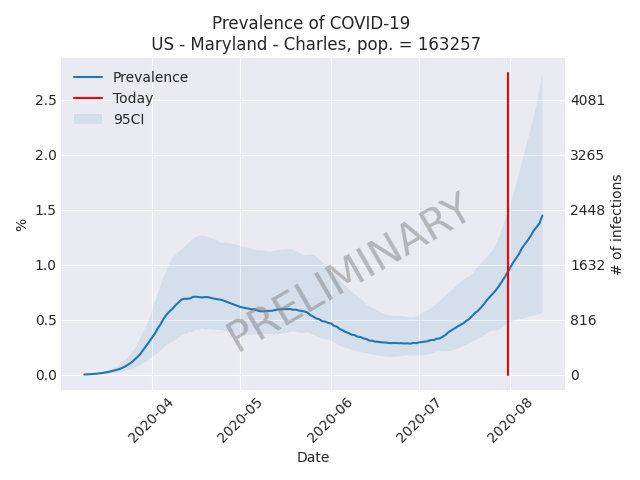 Prevalence of COVID-19
US - Maryland - Charles, pop. = 163257
Prevalence
Today
95CI
2.5
2.0
1.5
1.0
0.5
0.0
%
4081
3265
2448
1632
816
0
# of infections
PRELIMINARY
2020-04
2020-05
2020-06
2020-07
2020-08
Date